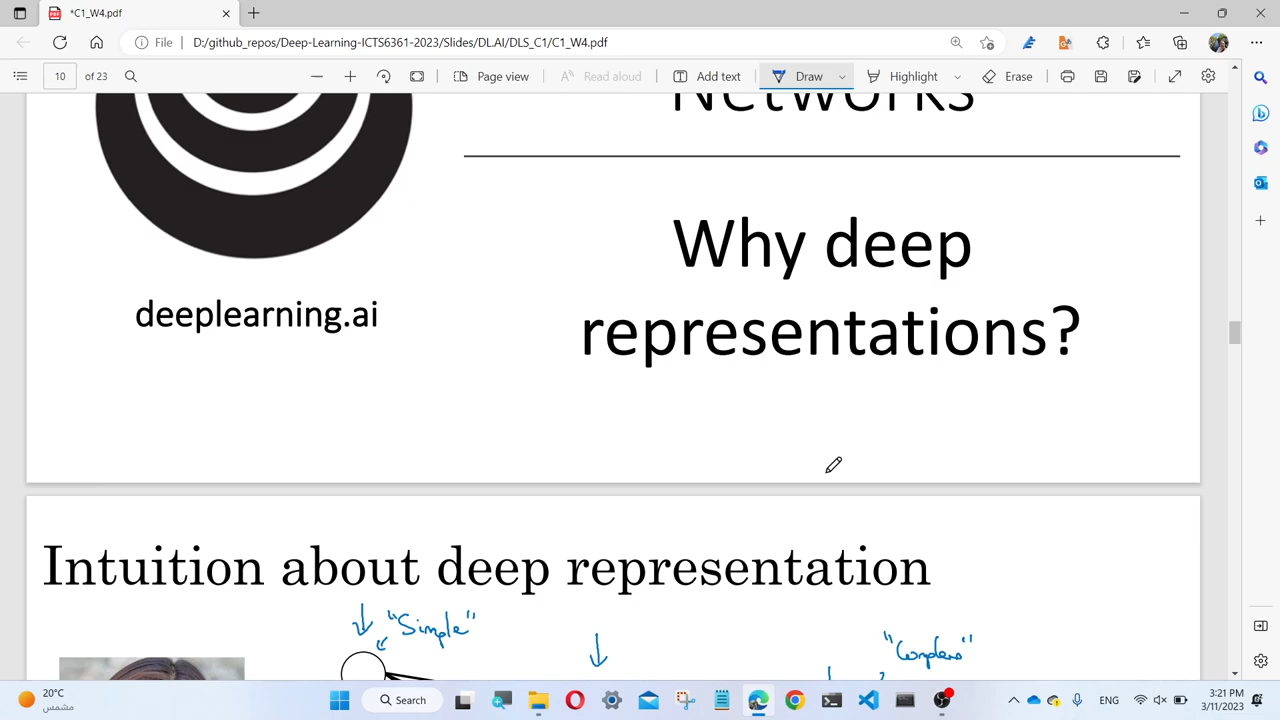 *C1_W4.pdf
File
D:/github_repos/Deep-Learning-ICTS6361-2023/Slides/DL.AI/DLS_C1/C1_W4.pdf
10 of 23
Page view
Read aloud
Add text
Draw
Highlight
Erase
Networks
Why deep
representations?
deeplearning.ai
Intuition about deep representation
"Simple"
20°C
مشمس
Search
ENG
3:21 PM
3/11/2023